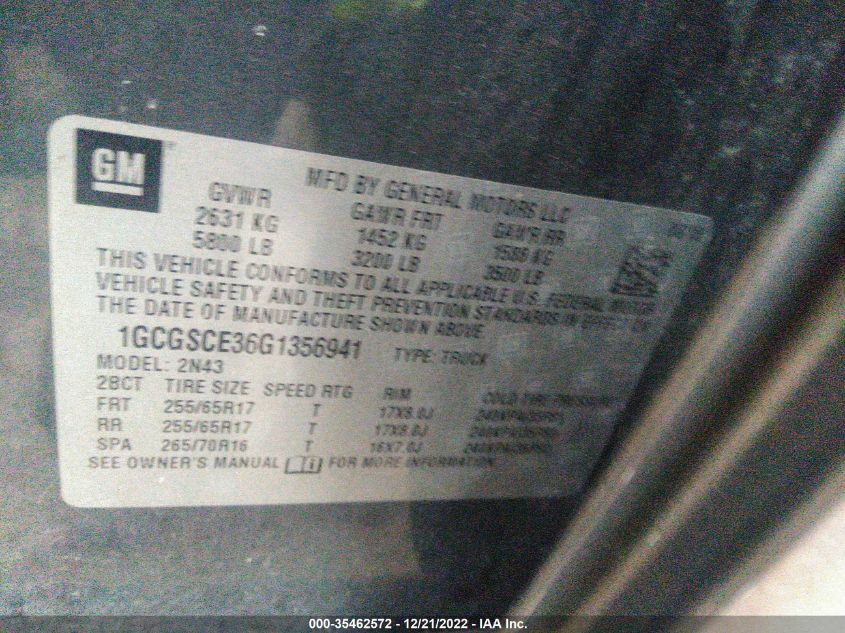 GM
MFD BY GENERAL MOTORS LLC
GVWR GAWR FRT GAWR RR
2631 KG 1452 KG 1588 KG
5800 LB 3200 LB 3500 LB
THIS VEHICLE CONFORMS TO ALL APPLICABLE U.S. FEDERAL MOTOR
VEHICLE SAFETY AND THEFT PREVENTION STANDARDS IN EFFECT ON
THE DATE OF MANUFACTURE SHOWN ABOVE.
1GCGSCE36G1356941 TYPE: TRUCK
MODEL: 2N43
2BCT TIRE SIZE SPEED RTG RIM COLD TIRE PRESSURE
FRT 255/65R17 T 17X8.0J
RR 255/65R17 T 17X8.0J
SPA 265/70R16 T 16X7.0J
SEE OWNER'S MANUAL FOR MORE INFORMATION
000-35462572 - 12/21/2022 - IAA Inc.